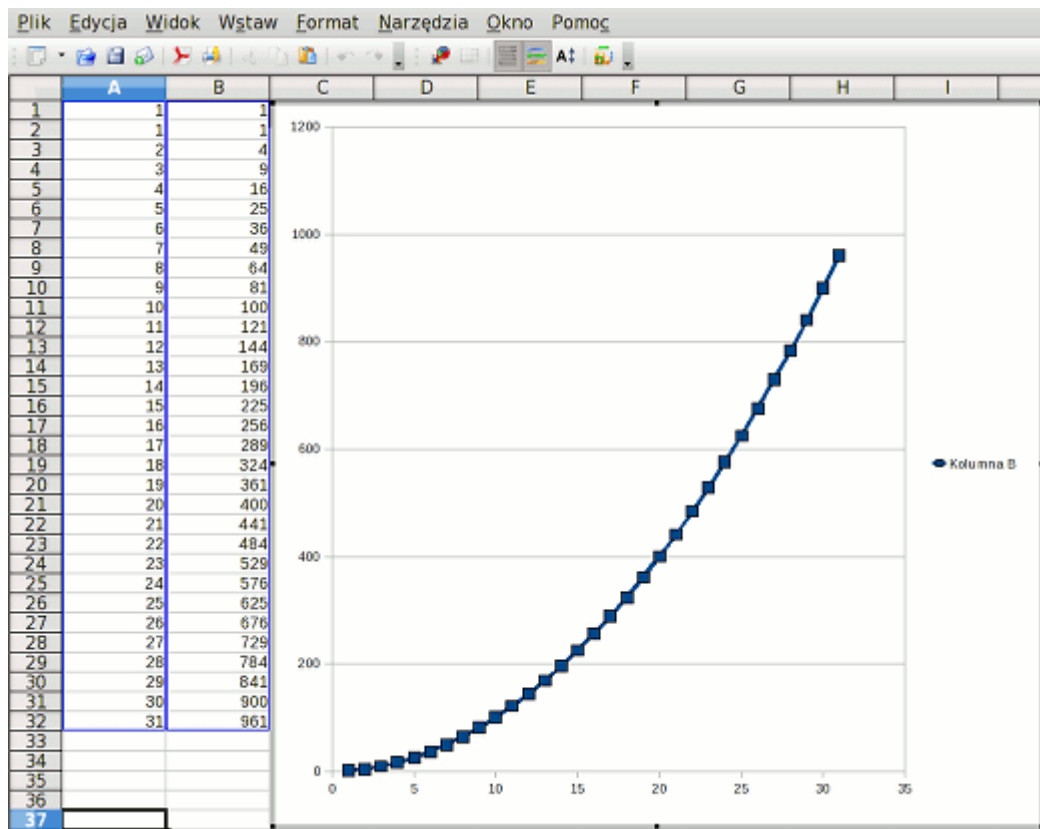 Plik Edycja Widok Wstaw Format Narzędzia Okno Pomoc
A B C D E F G H I
1 1 1
2 1 1
3 2 4
4 3 9
5 4 16
6 5 25
7 6 36
8 7 49
9 8 64
10 9 81
11 10 100
12 11 121
13 12 144
14 13 169
15 14 196
16 15 225
17 16 256
18 17 289
19 18 324
20 19 361
21 20 400
22 21 441
23 22 484
24 23 529
25 24 576
26 25 625
27 26 676
28 27 729
29 28 784
30 29 841
31 30 900
32 31 961
33
34
35
36
37
1200
1000
800
600
400
200
0
0 5 10 15 20 25 30 35
Kolumna B